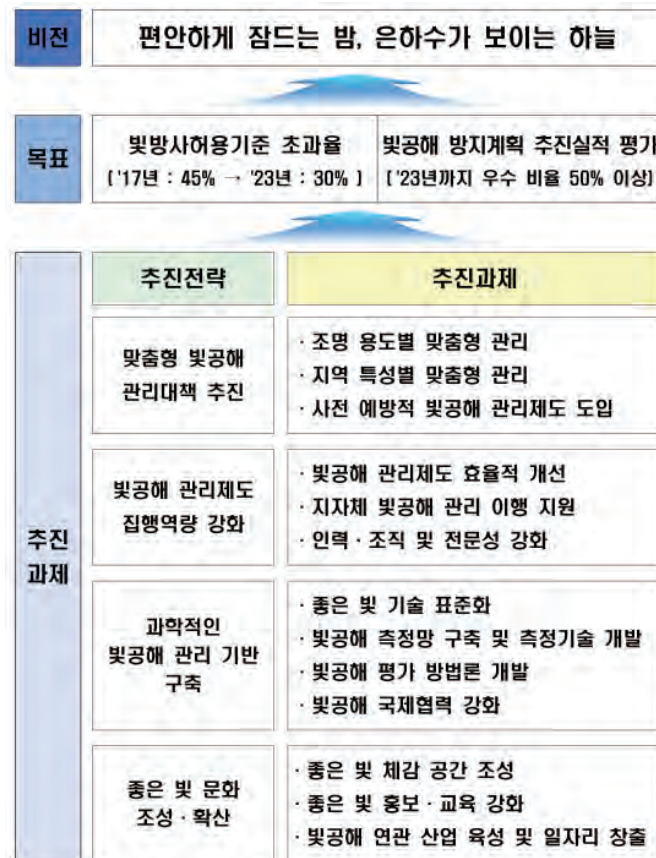 비전
편안하게 잠드는 밤, 은하수가 보이는 하늘
목표
빛방사허용기준 초과율
('17년 : 45% → '23년 : 30% )
빛공해 방지계획 추진실적 평가
('23년까지 우수 비율 50% 이상)
추진
과제
추진전략
추진과제
맞춤형 빛공해
관리대책 추진
· 조명 용도별 맞춤형 관리
· 지역 특성별 맞춤형 관리
· 사전 예방적 빛공해 관리제도 도입
빛공해 관리제도
집행역량 강화
· 빛공해 관리제도 효율적 개선
· 지자체 빛공해 관리 이행 지원
· 인력 · 조직 및 전문성 강화
과학적인
빛공해 관리 기반
구축
· 좋은 빛 기술 표준화
· 빛공해 측정망 구축 및 측정기술 개발
· 빛공해 평가 방법론 개발
· 빛공해 국제협력 강화
좋은 빛 문화
조성 · 확산
· 좋은 빛 체감 공간 조성
· 좋은 빛 홍보 · 교육 강화
· 빛공해 연관 산업 육성 및 일자리 창출